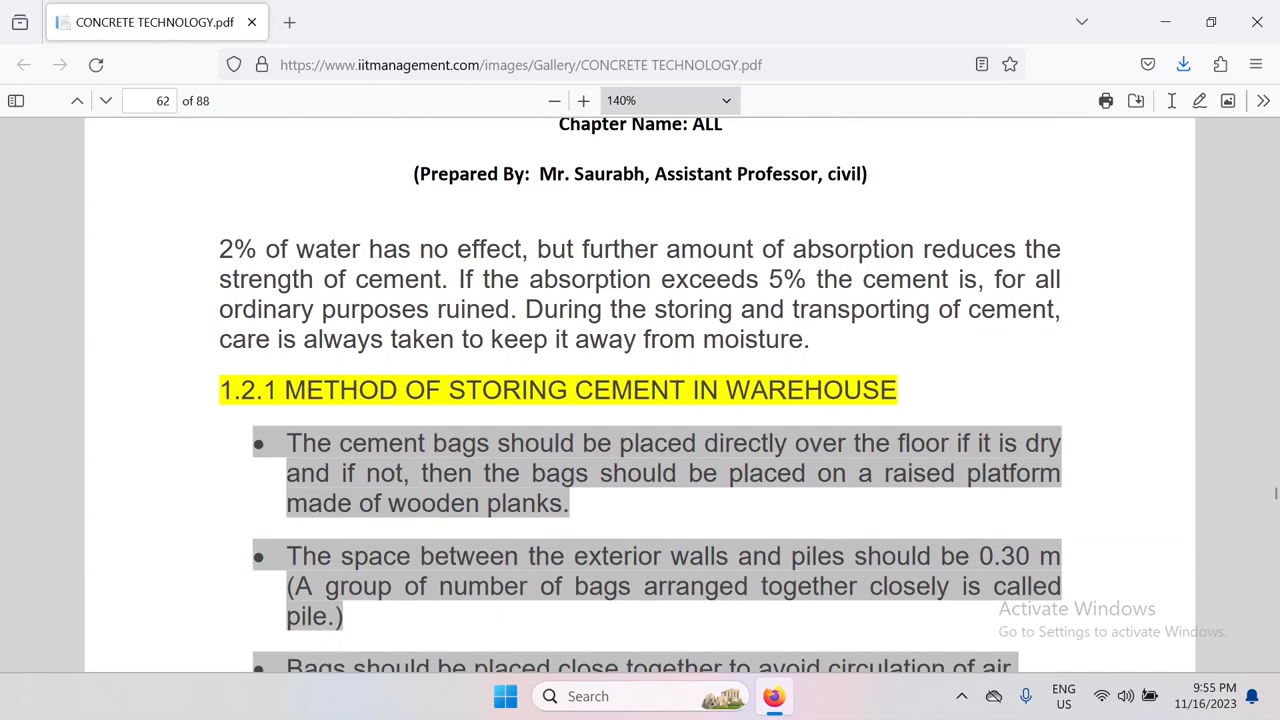 CONCRETE TECHNOLOGY.pdf
https://www.iitmanagement.com/images/Gallery/CONCRETE TECHNOLOGY.pdf
62 of 88
140%
Chapter Name: ALL
(Prepared By: Mr. Saurabh, Assistant Professor, civil)
2% of water has no effect, but further amount of absorption reduces the
strength of cement. If the absorption exceeds 5% the cement is, for all
ordinary purposes ruined. During the storing and transporting of cement,
care is always taken to keep it away from moisture.
1.2.1 METHOD OF STORING CEMENT IN WAREHOUSE
• The cement bags should be placed directly over the floor if it is dry
and if not, then the bags should be placed on a raised platform
made of wooden planks.
• The space between the exterior walls and piles should be 0.30 m
(A group of number of bags arranged together closely is called
pile.)
Activate Windows
Go to Settings to activate Windows.
• Bags should be placed close together to avoid circulation of air
Search
ENG
US
9:55 PM
11/16/2023